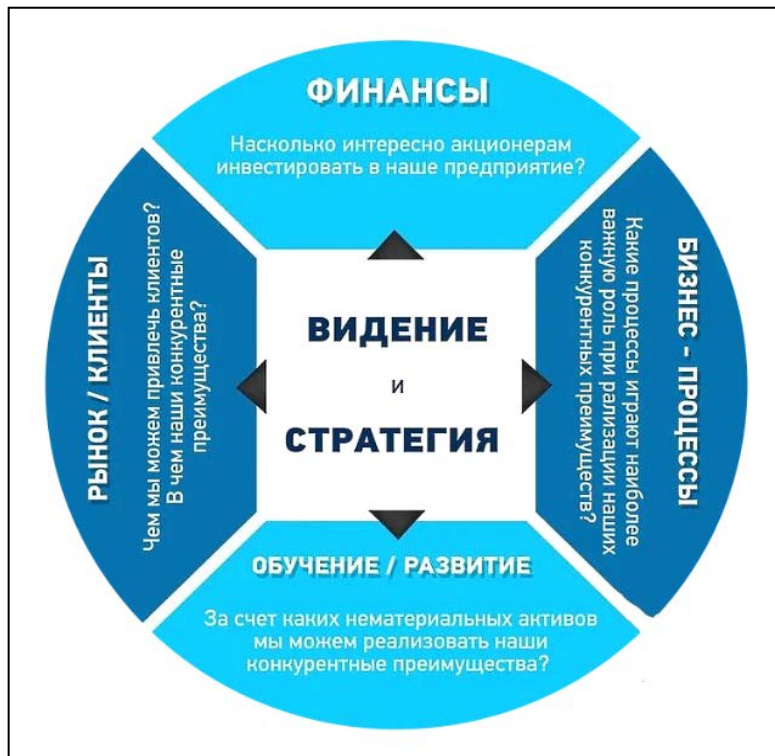 ФИНАНСЫ
Насколько интересно акционерам
инвестировать в наше предприятие?
РЫНОК / КЛИЕНТЫ
Чем мы можем привлечь клиентов?
В чем наши конкурентные
преимущества?
ВИДЕНИЕ
и
СТРАТЕГИЯ
БИЗНЕС - ПРОЦЕССЫ
Какие процессы играют наиболее
важную роль при рализации наших
конкурентных преимуществ?
ОБУЧЕНИЕ / РАЗВИТИЕ
За счет каких нематериальных активов
мы можем реализовать наши
конкурентные преимущества?